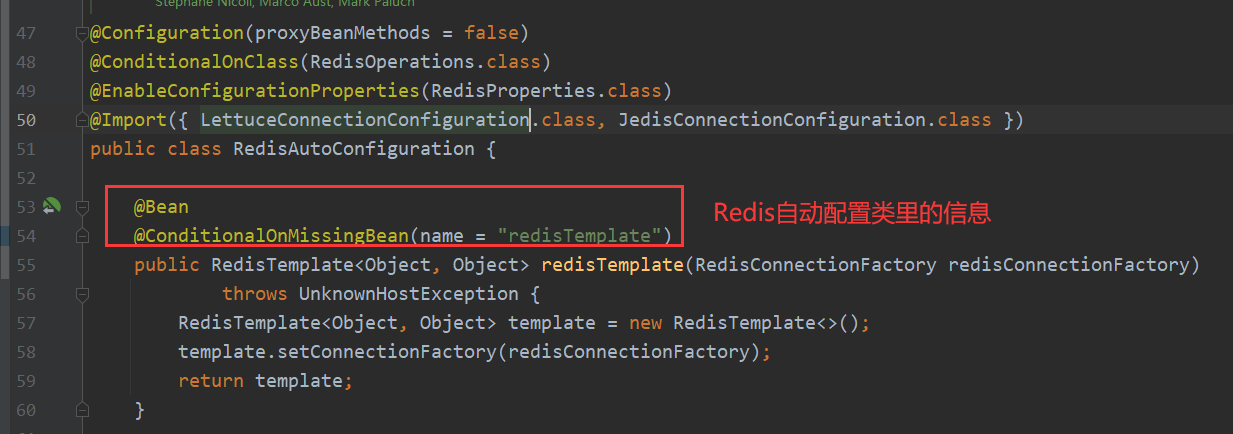 Stephane Nicoll, Marco Aust, Mark Paluch
47 @Configuration(proxyBeanMethods = false)
48 @ConditionalOnClass(RedisOperations.class)
49 @EnableConfigurationProperties(RedisProperties.class)
50 @Import({ LettuceConnectionConfiguration.class, JedisConnectionConfiguration.class })
51 public class RedisAutoConfiguration {
52
53 @Bean
Redis自动配置类里的信息
54 @ConditionalOnMissingBean(name = "redisTemplate")
55 public RedisTemplate<Object, Object> redisTemplate(RedisConnectionFactory redisConnectionFactory)
56 throws UnknownHostException {
57 RedisTemplate<Object, Object> template = new RedisTemplate<>();
58 template.setConnectionFactory(redisConnectionFactory);
59 return template;
60 }